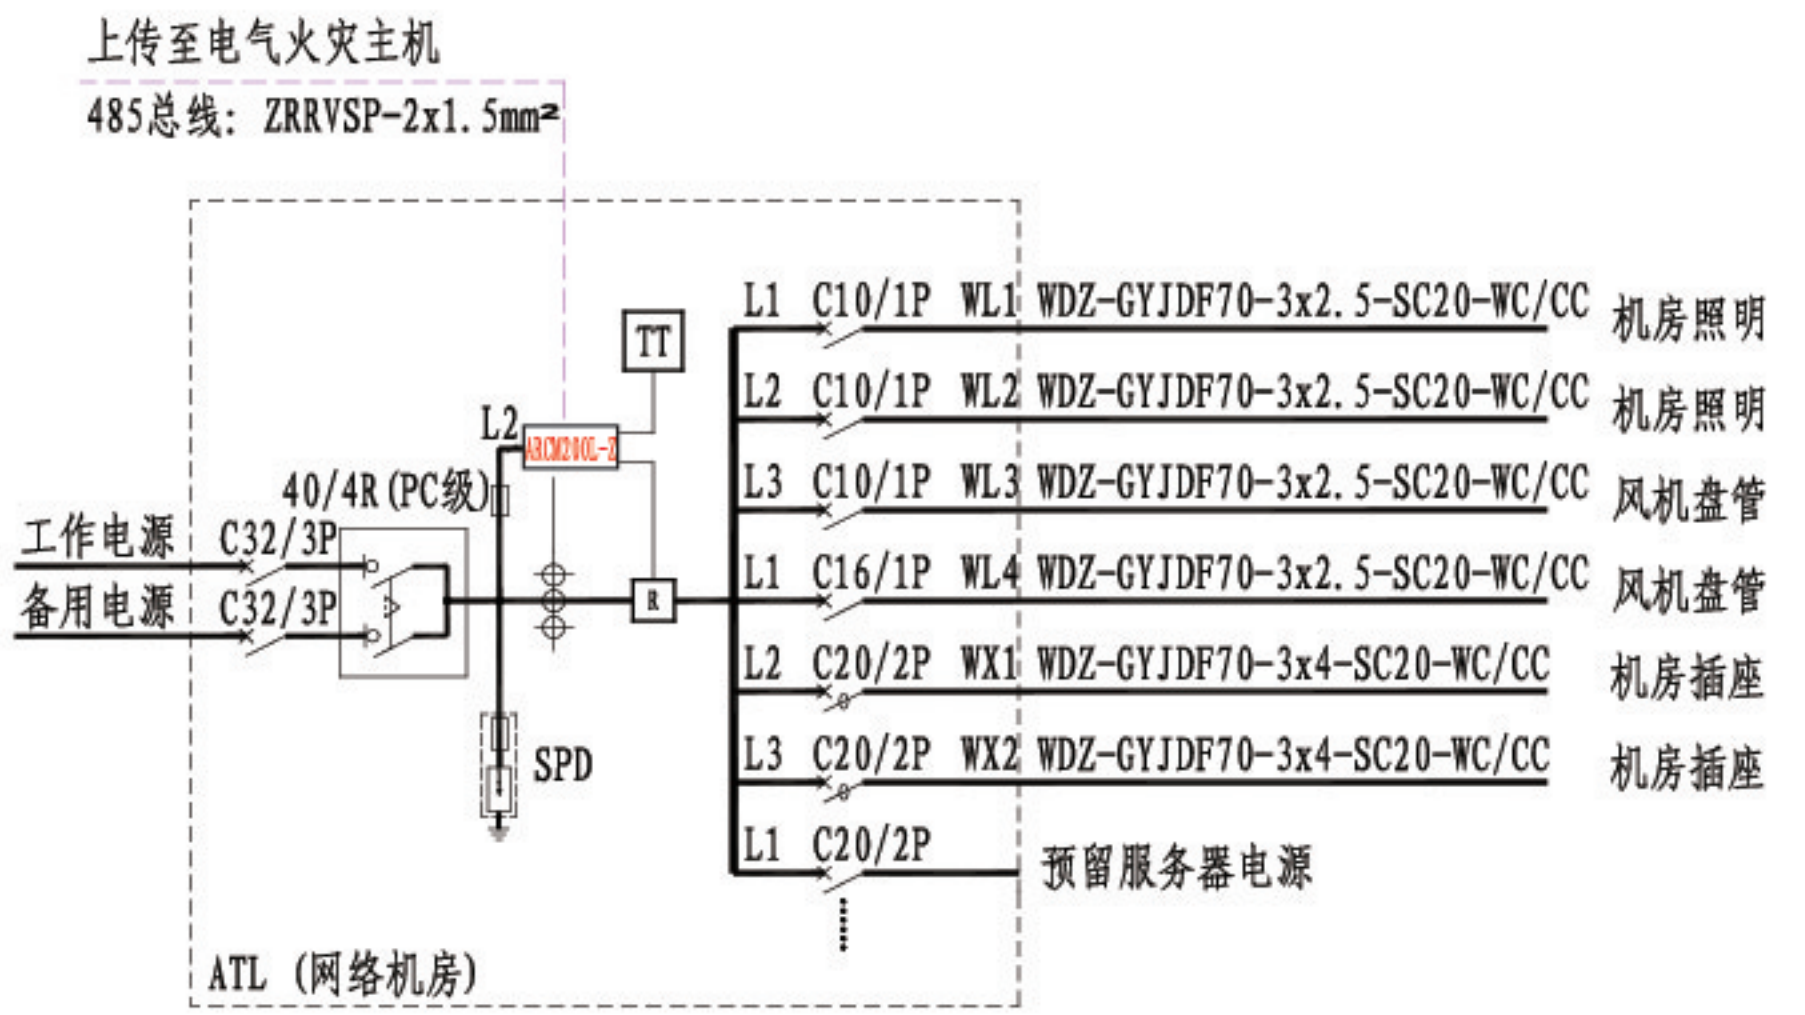 上传至电气火灾主机
485总线: ZRRVSP-2x1.5mm²
L1 C10/1P WL1 WDZ-GYJDF70-3x2.5-SC20-WC/CC 机房照明
TT
L2 C10/1P WL2 WDZ-GYJDF70-3x2.5-SC20-WC/CC 机房照明
L2
ARCM200L-Z
40/4R(PC级)
L3 C10/1P WL3 WDZ-GYJDF70-3x2.5-SC20-WC/CC 风机盘管
工作电源 C32/3P
备用电源 C32/3P
R
L1 C16/1P WL4 WDZ-GYJDF70-3x2.5-SC20-WC/CC 风机盘管
L2 C20/2P WX1 WDZ-GYJDF70-3x4-SC20-WC/CC 机房插座
SPD
L3 C20/2P WX2 WDZ-GYJDF70-3x4-SC20-WC/CC 机房插座
L1 C20/2P 预留服务器电源
ATL (网络机房)